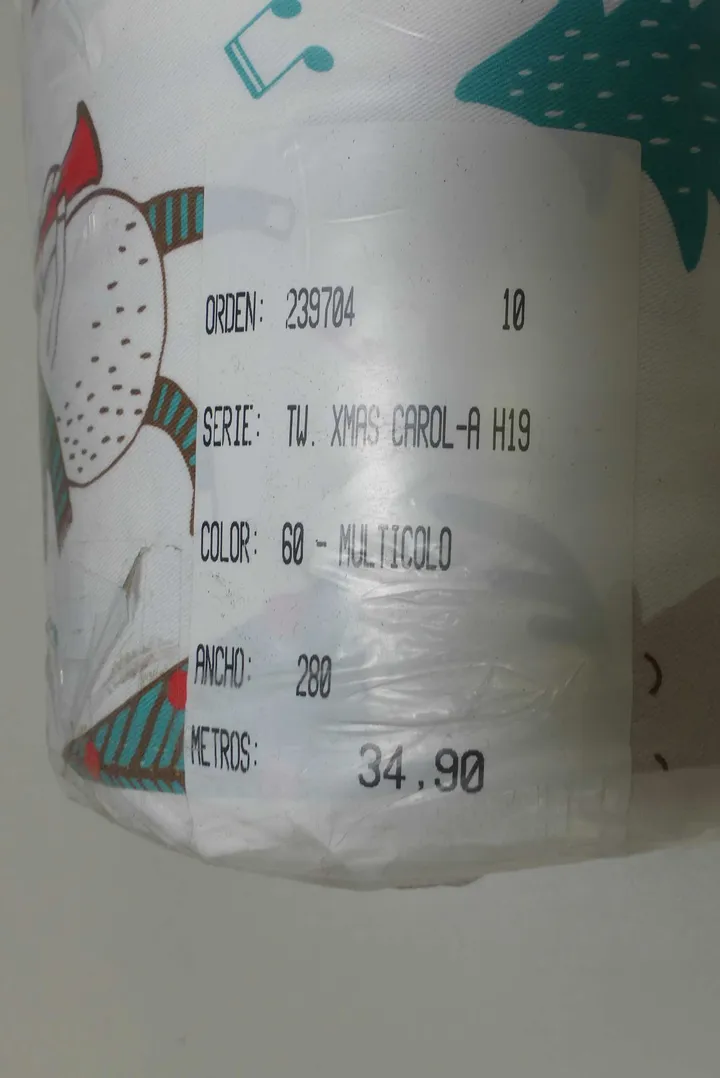 ORDEN: 239704 10
SERIE: TW. XMAS CAROL-A H19
COLOR: 60 - MULTICOLO
ANCHO: 280
METROS: 34.90